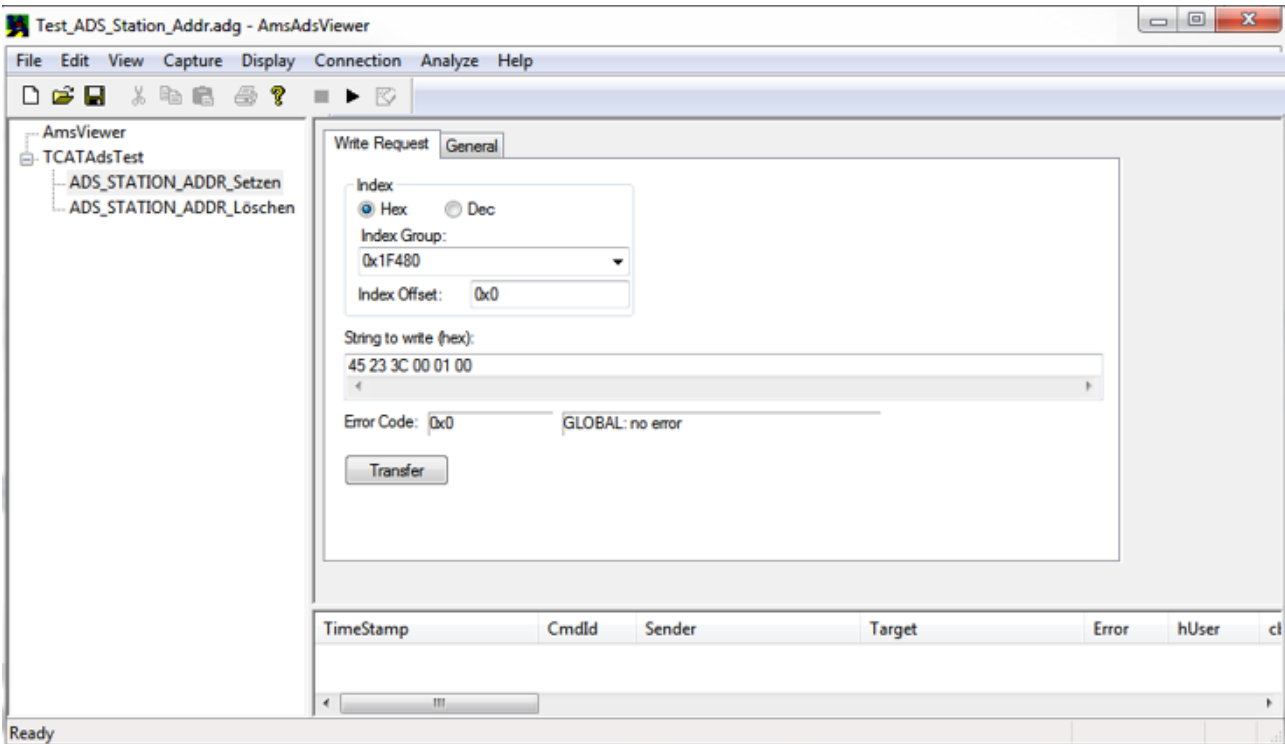 Test_ADS_Station_Addr.adg - AmsAdsViewer
File Edit View Capture Display Connection Analyze Help
AmsViewer
TCATAdsTest
ADS_STATION_ADDR_Setzen
ADS_STATION_ADDR_Löschen
Write Request General
Index
Hex Dec
Index Group:
0x1F480
Index Offset: 0x0
String to write (hex):
45 23 3C 00 01 00
Error Code: 0x0 GLOBAL: no error
Transfer
TimeStamp CmdId Sender Target Error hUser
Ready